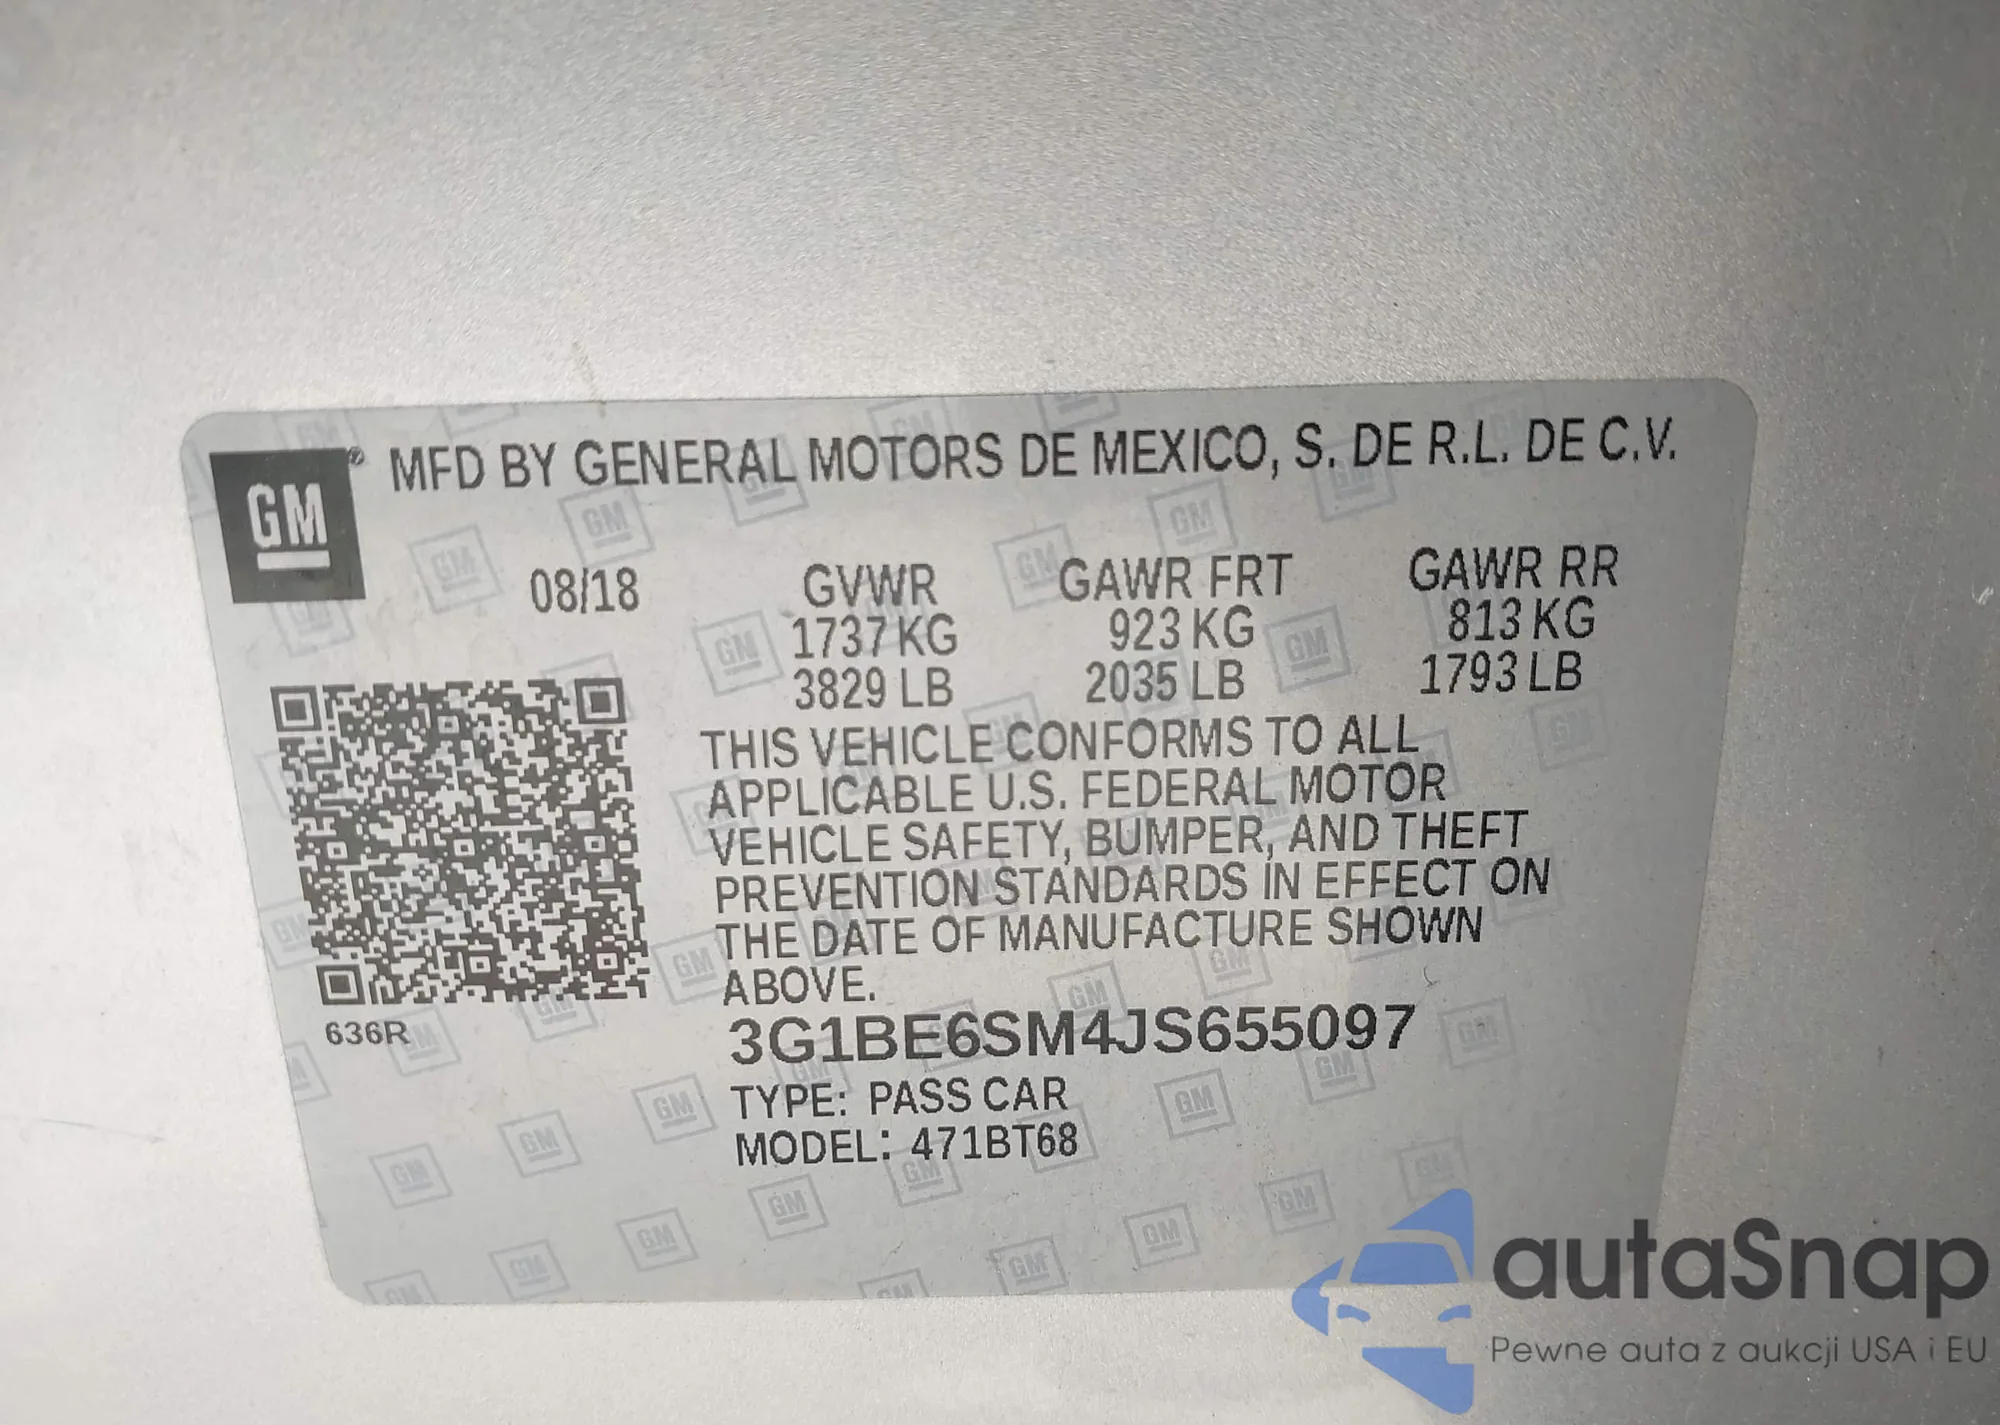 GM
MFD BY GENERAL MOTORS DE MEXICO, S. DE R.L. DE C.V.
08/18
GVWR GAWR FRT GAWR RR
1737 KG 923 KG 813 KG
3829 LB 2035 LB 1793 LB
THIS VEHICLE CONFORMS TO ALL
APPLICABLE U.S. FEDERAL MOTOR
VEHICLE SAFETY, BUMPER, AND THEFT
PREVENTION STANDARDS IN EFFECT ON
THE DATE OF MANUFACTURE SHOWN
ABOVE.
636R
3G1BE6SM4JS655097
TYPE: PASS CAR
MODEL: 471BT68
autaSnap
Pewne auta z aukcji USA i EU